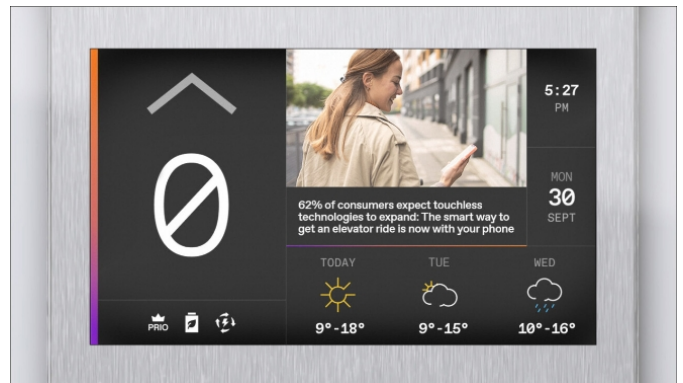 0
PRIO
62% of consumers expect touchless
technologies to expand: The smart way to
get an elevator ride is now with your phone
5:27
PM
MON
30
SEPT
TODAY
TUE
WED
9°-18°
9°-15°
10°-16°